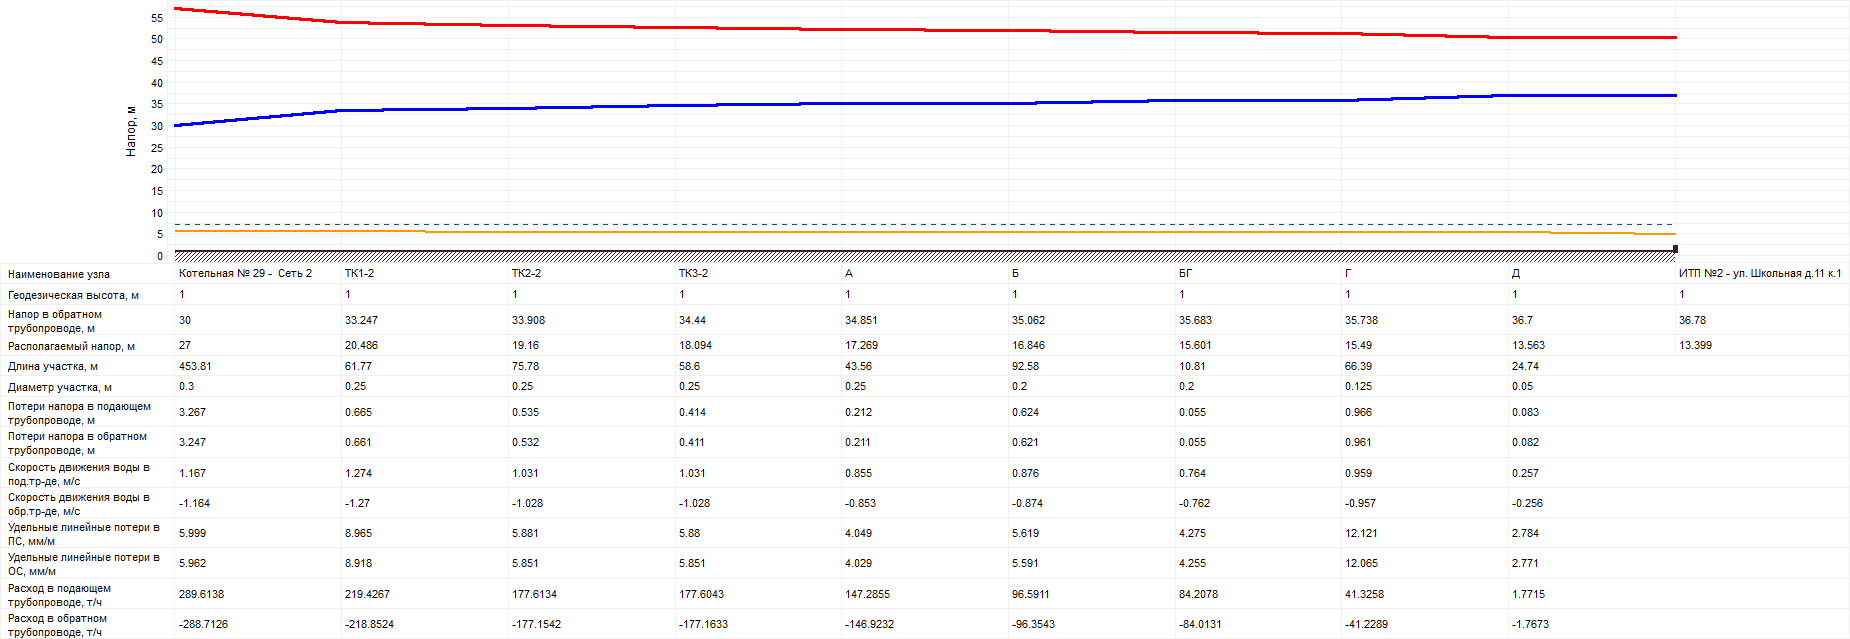 55
50
45
40
35
30
25
20
15
10
5
0
Напор, м
Наименование узла Котельная № 29 - Сеть 2 ТК1-2 ТК2-2 ТК3-2 А Б БГ Г Д ИТП №2 - ул. Школьная д.11 к.1
Геодезическая высота, м 1 1 1 1 1 1 1 1 1 1
Напор в обратном
трубопроводе, м 30 33.247 33.908 34.44 34.851 35.062 35.683 35.738 36.7 36.78
Располагаемый напор, м 27 20.486 19.16 18.094 17.269 16.846 15.601 15.49 13.563 13.399
Длина участка, м 453.81 61.77 75.78 58.6 43.56 92.58 10.81 66.39 24.74
Диаметр участка, м 0.3 0.25 0.25 0.25 0.25 0.2 0.2 0.125 0.05
Потери напора в подающем
трубопроводе, м 3.267 0.665 0.535 0.414 0.212 0.624 0.055 0.966 0.083
Потери напора в обратном
трубопроводе, м 3.247 0.661 0.532 0.411 0.211 0.621 0.055 0.961 0.082
Скорость движения воды в
под.тр-де, м/с 1.167 1.274 1.031 1.031 0.855 0.876 0.764 0.959 0.257
Скорость движения воды в
обр.тр-де, м/с -1.164 -1.27 -1.028 -1.028 -0.853 -0.874 -0.762 -0.957 -0.256
Удельные линейные потери в
ПС, мм/м 5.999 8.965 5.881 5.88 4.049 5.619 4.275 12.121 2.784
Удельные линейные потери в
ОС, мм/м 5.962 8.918 5.851 5.851 4.029 5.591 4.255 12.065 2.771
Расход в подающем
трубопроводе, т/ч 289.6138 219.4267 177.6134 177.6043 147.2855 96.5911 84.2078 41.3258 1.7715
Расход в обратном
трубопроводе, т/ч -288.7126 -218.8524 -177.1542 -177.1633 -146.9232 -96.3543 -84.0131 -41.2289 -1.7673